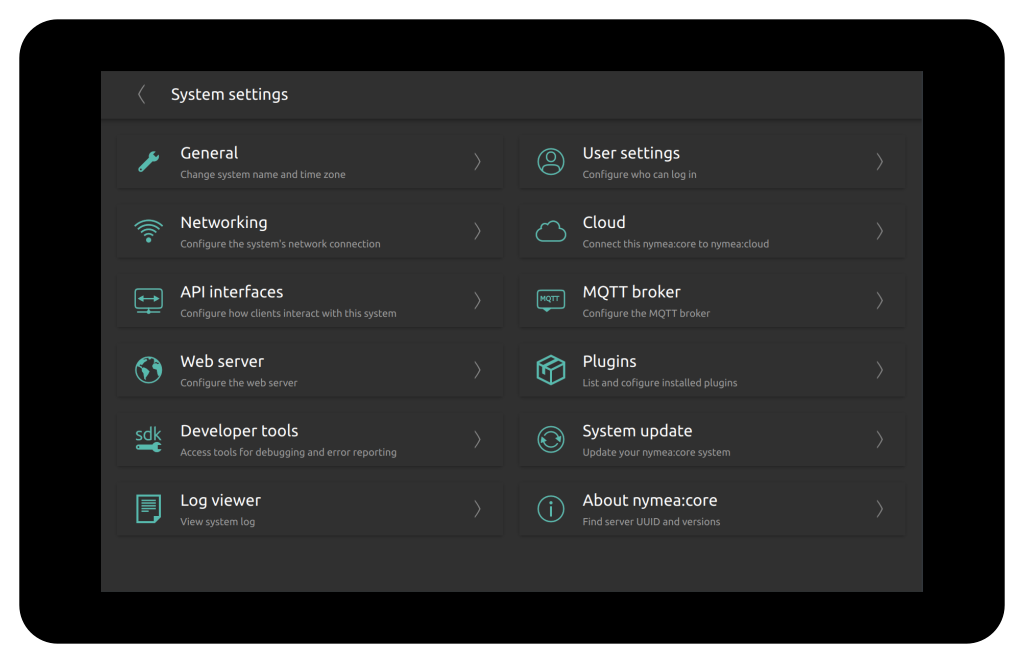 System settings
General
Change system name and time zone
User settings
Configure who can log in
Networking
Configure the system's network connection
Cloud
Connect this nymea:core to nymea:cloud
API interfaces
Configure how clients interact with this system
MQTT
MQTT broker
Configure the MQTT broker
Web server
Configure the web server
Plugins
List and cofigure installed plugins
sdk
Developer tools
Access tools for debugging and error reporting
System update
Update your nymea:core system
Log viewer
View system log
About nymea:core
Find server UUID and versions